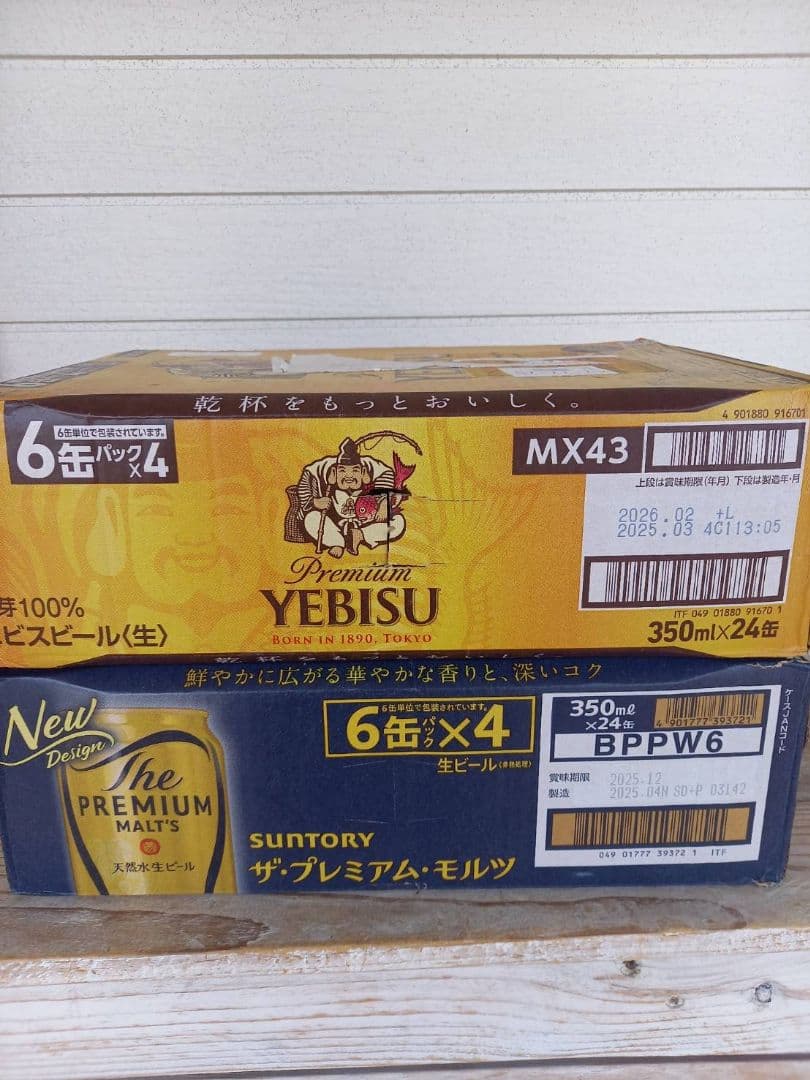 乾杯をもっとおいしく。
4 901880 916701
6缶パック×4
6缶単位で包装されています。
MX43
上段は賞味期限(年月) 下段は製造年・月
2026.02 +L
2025.03 4C113:05
Premium
YEBISU
BORN IN 1890, TOKYO
芽100%
ビスビール〈生〉
ITF 049 01880 91670 1
350ml×24缶
鮮やかに広がる華やかな香りと、深いコク
New
Design
The
PREMIUM
MALT'S
天然水生ビール
6缶単位で包装されています。
6缶パック×4
生ビール〈非熱処理〉
SUNTORY
ザ・プレミアム・モルツ
350ml
×24缶
4 901777 393721
ケースJANコード
BPPW6
賞味期限 2025.12
製造 2025.04N SD+P 03142
049 01777 39372 1 ITF